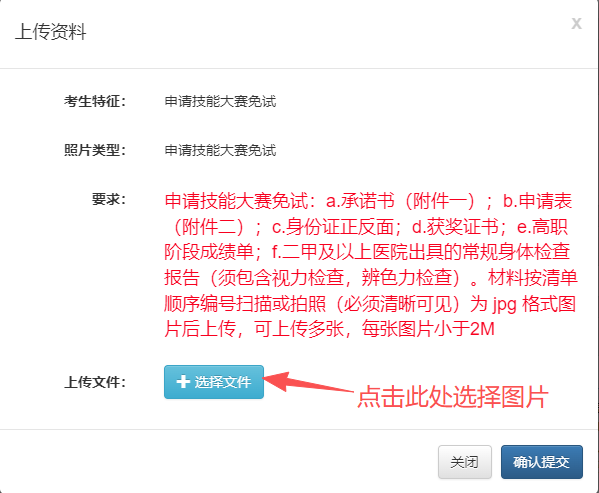 上传资料
x
考生特征： 申请技能大赛免试
照片类型： 申请技能大赛免试
要求： 申请技能大赛免试：a.承诺书（附件一）；b.申请表
（附件二）；c.身份证正反面；d.获奖证书；e.高职
阶段成绩单；f.二甲及以上医院出具的常规身体检查
报告（须包含视力检查，辨色力检查）。材料按清单
顺序编号扫描或拍照（必须清晰可见）为 jpg 格式图
片后上传，可上传多张，每张图片小于2M
上传文件： 选择文件
点击此处选择图片
关闭 确认提交